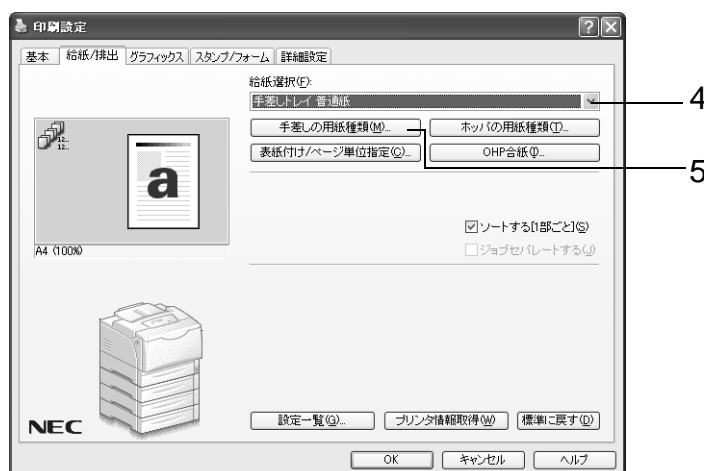 印刷設定
基本 給紙/排出 グラフィックス スタンプ/フォーム 詳細設定
給紙選択(F):
手差しトレイ 普通紙
4
手差しの用紙種類(M)... ホッパの用紙種類(T)...
表紙付け/ページ単位指定(C)... OHP合紙(I)...
5
12..
12..
a
A4 (100%)
ソートする[1部ごと](S)
ジョブセパレートする(J)
NEC
設定一覧(G)... プリンタ情報取得(W) 標準に戻す(D)
OK キャンセル ヘルプ